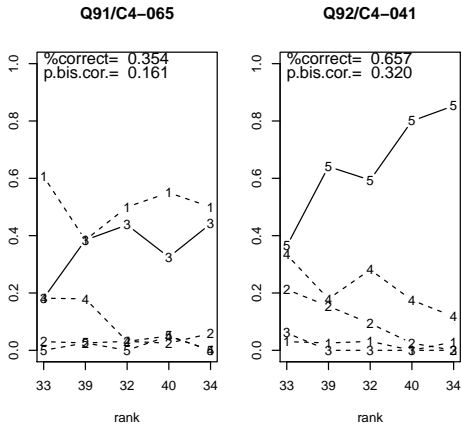 Q91/C4−065
%correct= 0.354
p.bis.cor.= 0.161
1.0
0.8
0.6
0.4
0.2
0.0
33 39 32 40 34
rank
Q92/C4−041
%correct= 0.657
p.bis.cor.= 0.320
1.0
0.8
0.6
0.4
0.2
0.0
33 39 32 40 34
rank